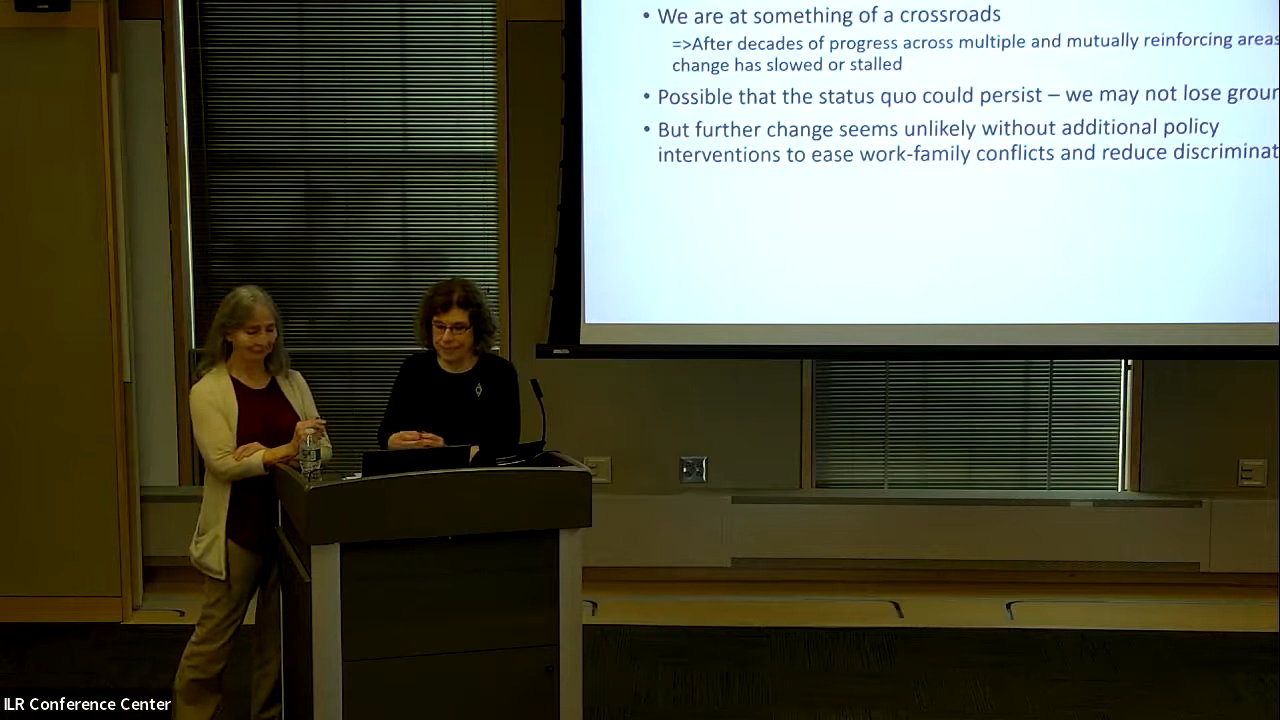 • We are at something of a crossroads
=>After decades of progress across multiple and mutually reinforcing areas
change has slowed or stalled
• Possible that the status quo could persist – we may not lose groun
• But further change seems unlikely without additional policy
interventions to ease work-family conflicts and reduce discriminat
ILR Conference Center